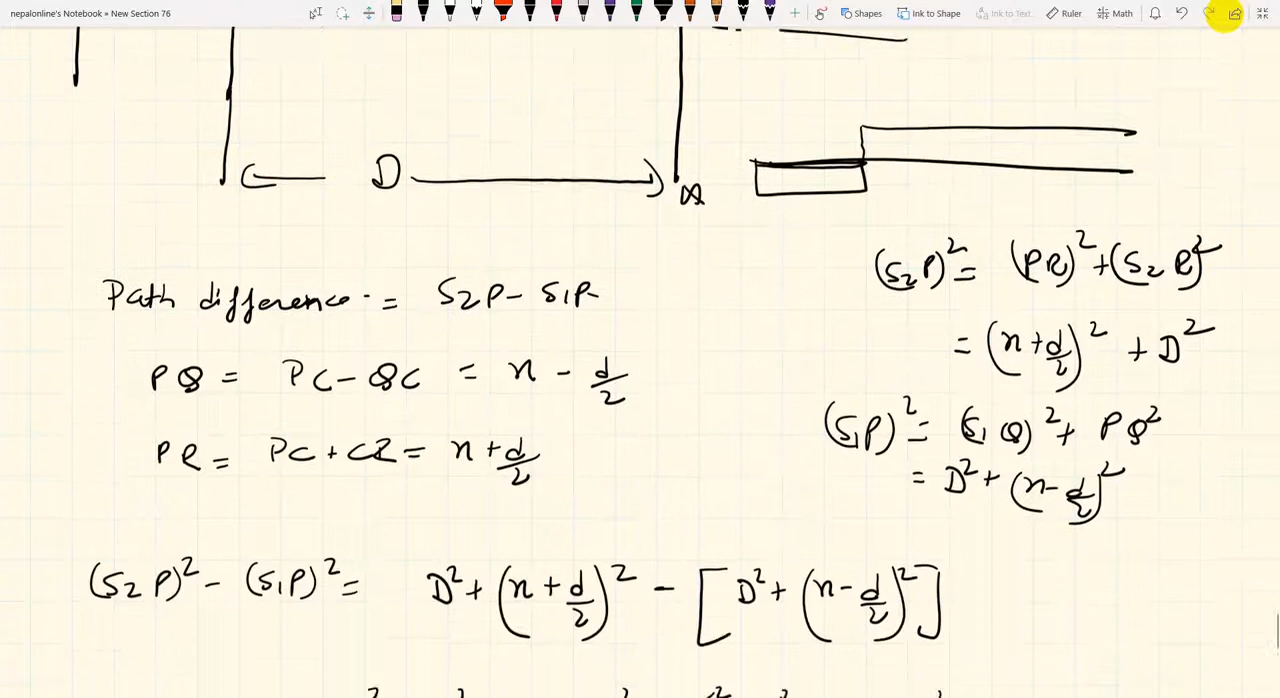 nepalonline's Notebook » New Section 76
Shapes Ink to Shape Ink to Text Ruler Math
D
Path difference = S2P - S1P
PQ = PC - QC = n - d/2
PR = PC + CR = n + d/2
(S2P)² = (PR)² + (S2R)²
= (n + d/2)² + D²
(S1P)² = (S1Q)² + PQ²
= D² + (n - d/2)²
(S2P)² - (S1P)² = D² + (n + d/2)² - [D² + (n - d/2)²]